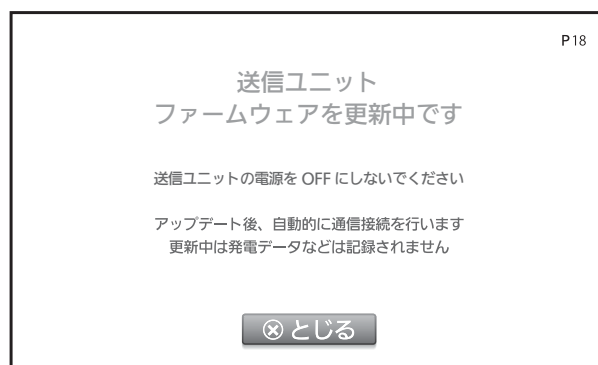 P18
送信ユニット
ファームウェアを更新中です
送信ユニットの電源を OFF にしないでください
アップデート後、自動的に通信接続を行います
更新中は発電データなどは記録されません
⊗ とじる